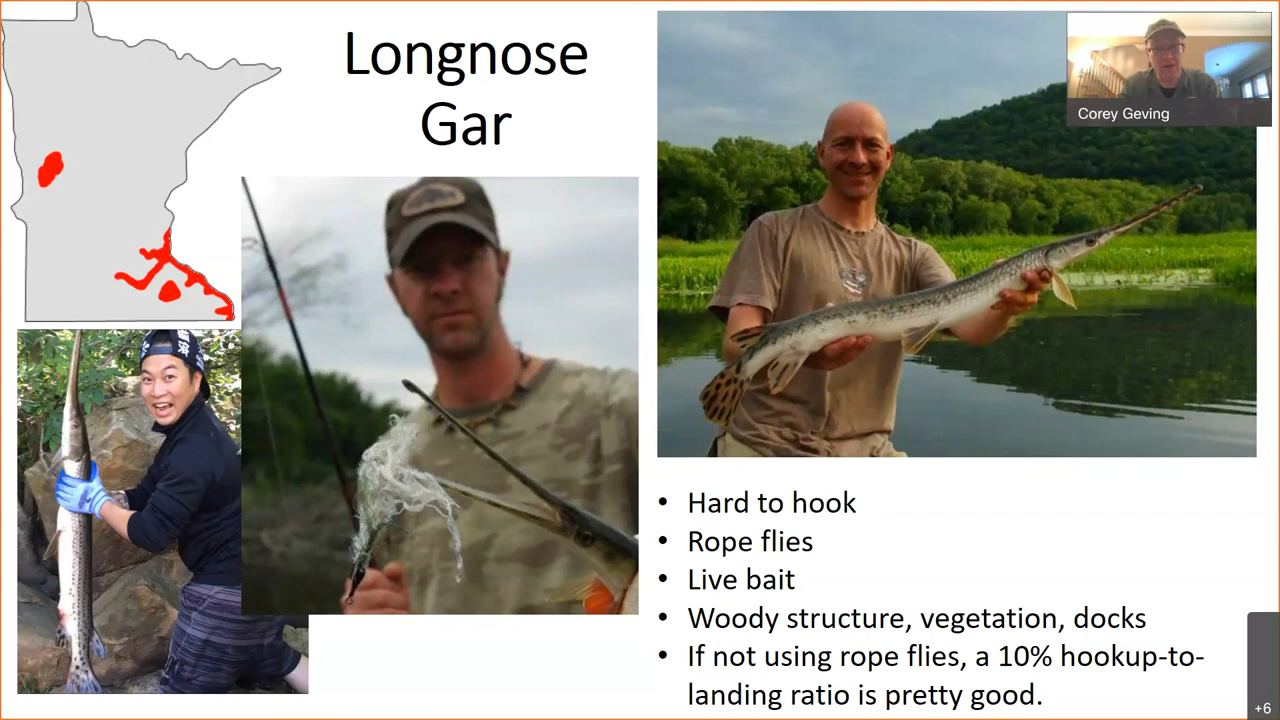 Longnose
Gar
Corey Geving
• Hard to hook
• Rope flies
• Live bait
• Woody structure, vegetation, docks
• If not using rope flies, a 10% hookup-to-
landing ratio is pretty good.
+6